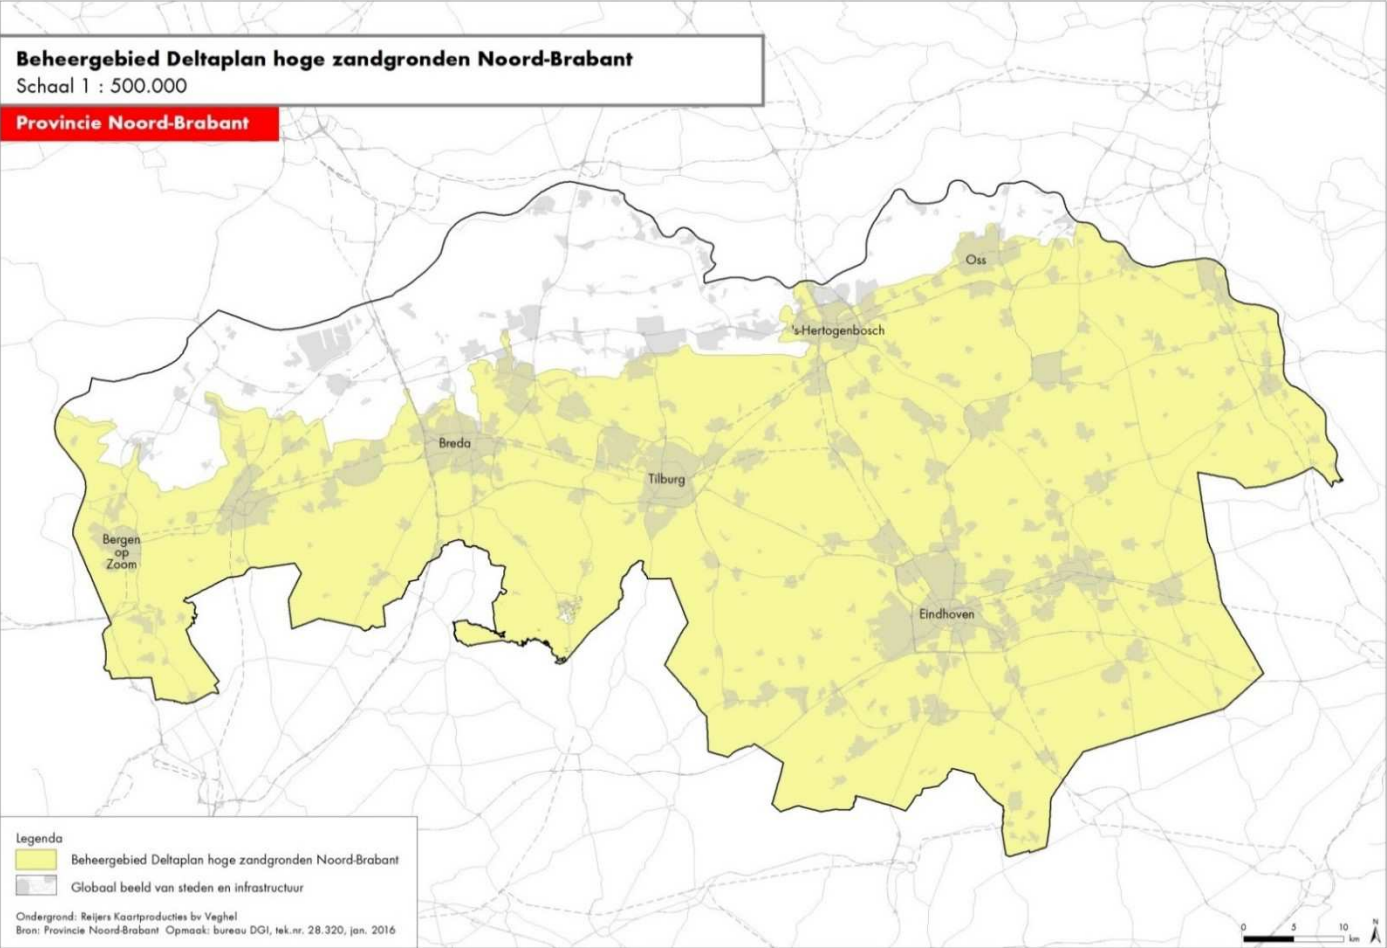 Beheergebied Deltaplan hoge zandgronden Noord-Brabant
Schaal 1 : 500.000
Provincie Noord-Brabant
Oss
's-Hertogenbosch
Breda
Tilburg
Bergen
op
Zoom
Eindhoven
Legenda
Beheergebied Deltaplan hoge zandgronden Noord-Brabant
Globaal beeld van steden en infrastructuur
Ondergrond: Reijers Kaartproducties bv Veghel
Bron: Provincie Noord-Brabant Opmaak: bureau DGI, tek.nr. 28.320, jan. 2016
0 5 10
km
N